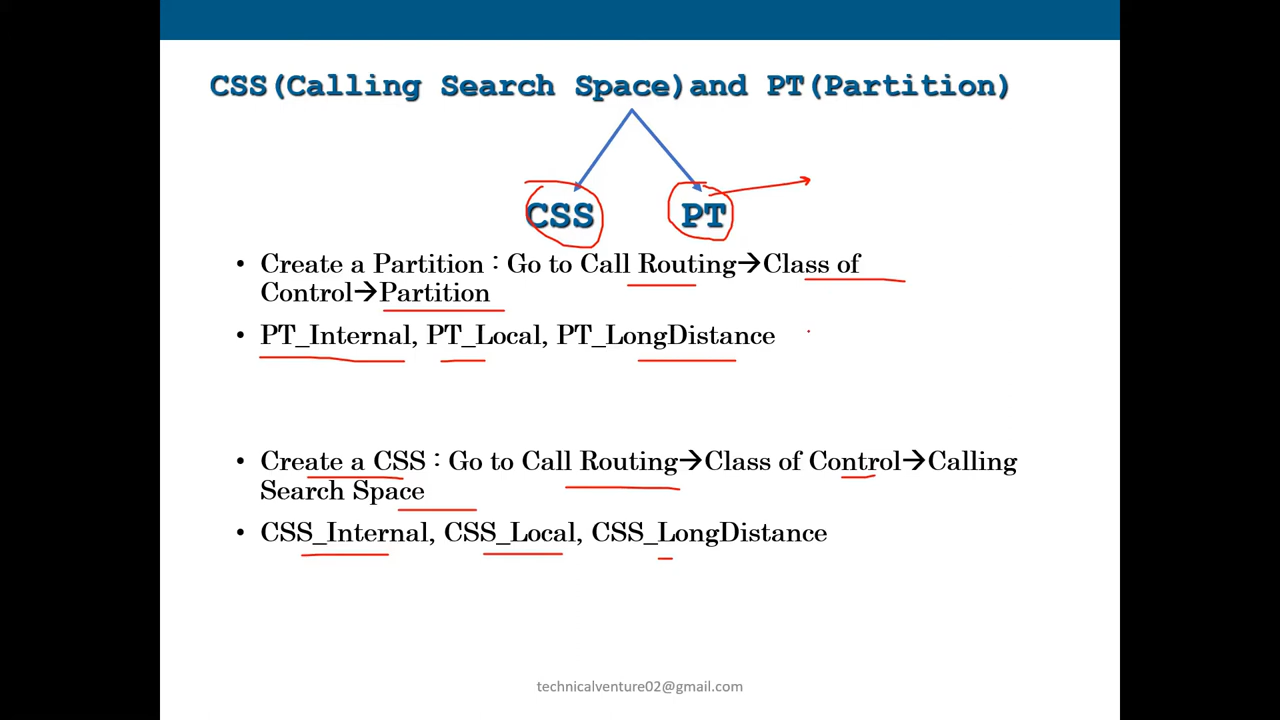 CSS(Calling Search Space)and PT(Partition)
CSS PT
• Create a Partition : Go to Call Routing→Class of
Control→Partition
• PT_Internal, PT_Local, PT_LongDistance
• Create a CSS : Go to Call Routing→Class of Control→Calling
Search Space
• CSS_Internal, CSS_Local, CSS_LongDistance
technicalventure02@gmail.com